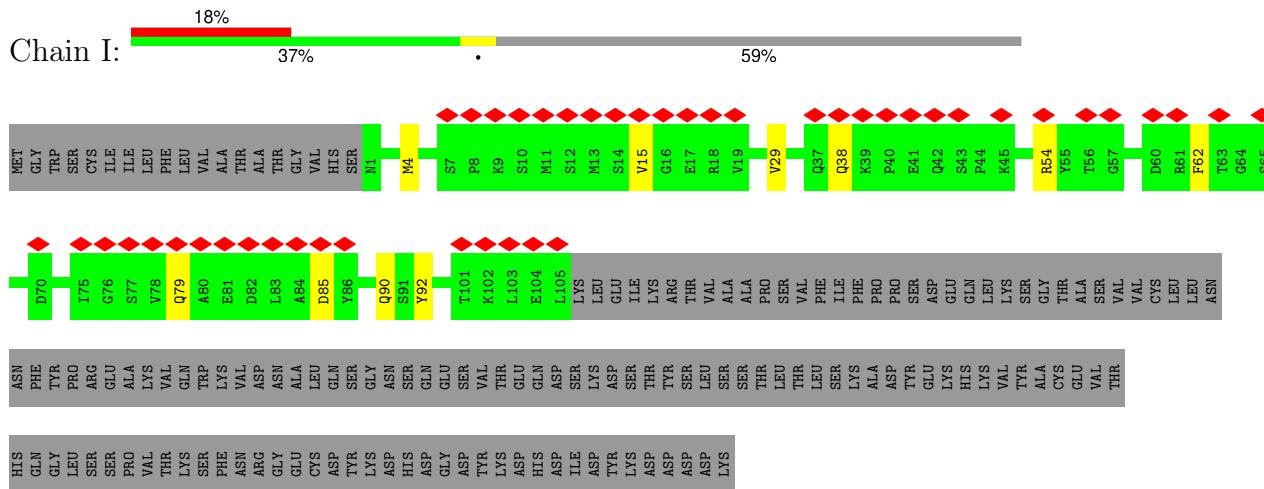 18%
Chain I:
37% • 59%
MET GLY TRP SER CYS ILE ILE LEU PHE LEU VAL ALA THR ALA THR GLY VAL HIS SER N1 M4 S7 P8 K9 S10 M11 S12 M13 S14 V15 G16 E17 R18 V19 V29 Q37 Q38 K39 P40 E41 Q42 S43 P44 K45 R54 Y55 T56 G57 D60 R61 F62 T63 G64 S65
D70 I75 G76 S77 V78 Q79 A80 E81 D82 L83 A84 D85 Y86 Q90 S91 Y92 T101 K102 L103 E104 L105 LYS LEU GLU ILE LYS ARG THR VAL ALA ALA PRO SER VAL PHE ILE PHE PRO PRO SER ASP GLU GLN LEU LYS SER GLY THR ALA SER VAL VAL CYS LEU LEU ASN
ASN PHE TYR PRO ARG GLU ALA LYS VAL GLN TRP LYS VAL ASP ASN ALA LEU GLN SER GLY ASN SER GLN GLU SER VAL THR GLU GLN ASP SER LYS ASP SER THR TYR SER LEU SER SER THR LEU THR LEU SER LYS ALA ASP TYR GLU LYS HIS LYS VAL TYR ALA CYS GLU VAL THR
HIS GLN GLY LEU SER SER PRO VAL THR LYS SER PHE ASN ARG GLY GLU CYS ASP TYR LYS ASP HIS ASP GLY ASP TYR LYS ASP HIS ASP ILE ASP TYR LYS ASP ASP ASP ASP LYS